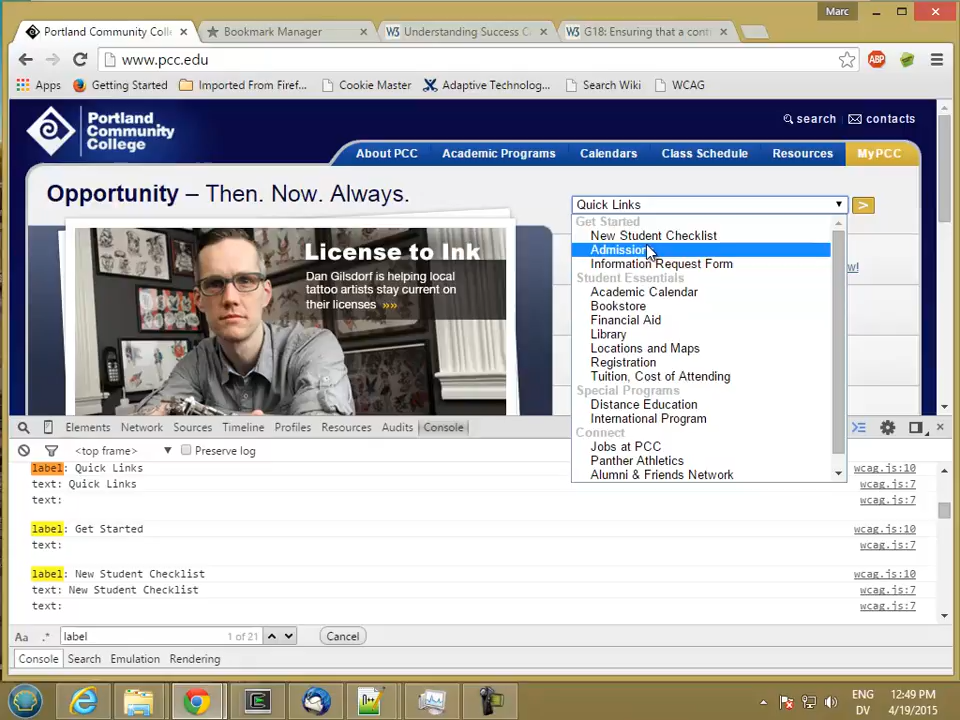 Marc
Portland Community Colle
Bookmark Manager
Understanding Success C
G18: Ensuring that a cont
www.pcc.edu
ABP
Apps
Getting Started
Imported From Firef...
Cookie Master
Adaptive Technolog...
Search Wiki
WCAG
Portland
Community
College
search
contacts
About PCC
Academic Programs
Calendars
Class Schedule
Resources
MyPCC
Opportunity – Then. Now. Always.
Quick Links
>
Get Started
New Student Checklist
Admission
Information Request Form
Student Essentials
Academic Calendar
Bookstore
Financial Aid
Library
Locations and Maps
Registration
Tuition, Cost of Attending
Special Programs
Distance Education
International Program
Connect
Jobs at PCC
Panther Athletics
Alumni & Friends Network
w!
License to Ink
Dan Gilsdorf is helping local
tattoo artists stay current on
their licenses »»
Elements Network Sources Timeline Profiles Resources Audits Console
<top frame> Preserve log
label: Quick Links wcag.js:10
text: Quick Links wcag.js:7
text: wcag.js:7
label: Get Started wcag.js:10
text: wcag.js:7
label: New Student Checklist wcag.js:10
text: New Student Checklist wcag.js:7
text: wcag.js:7
Aa .* label 1 of 21 Cancel
Console Search Emulation Rendering
ENG 12:49 PM
DV 4/19/2015